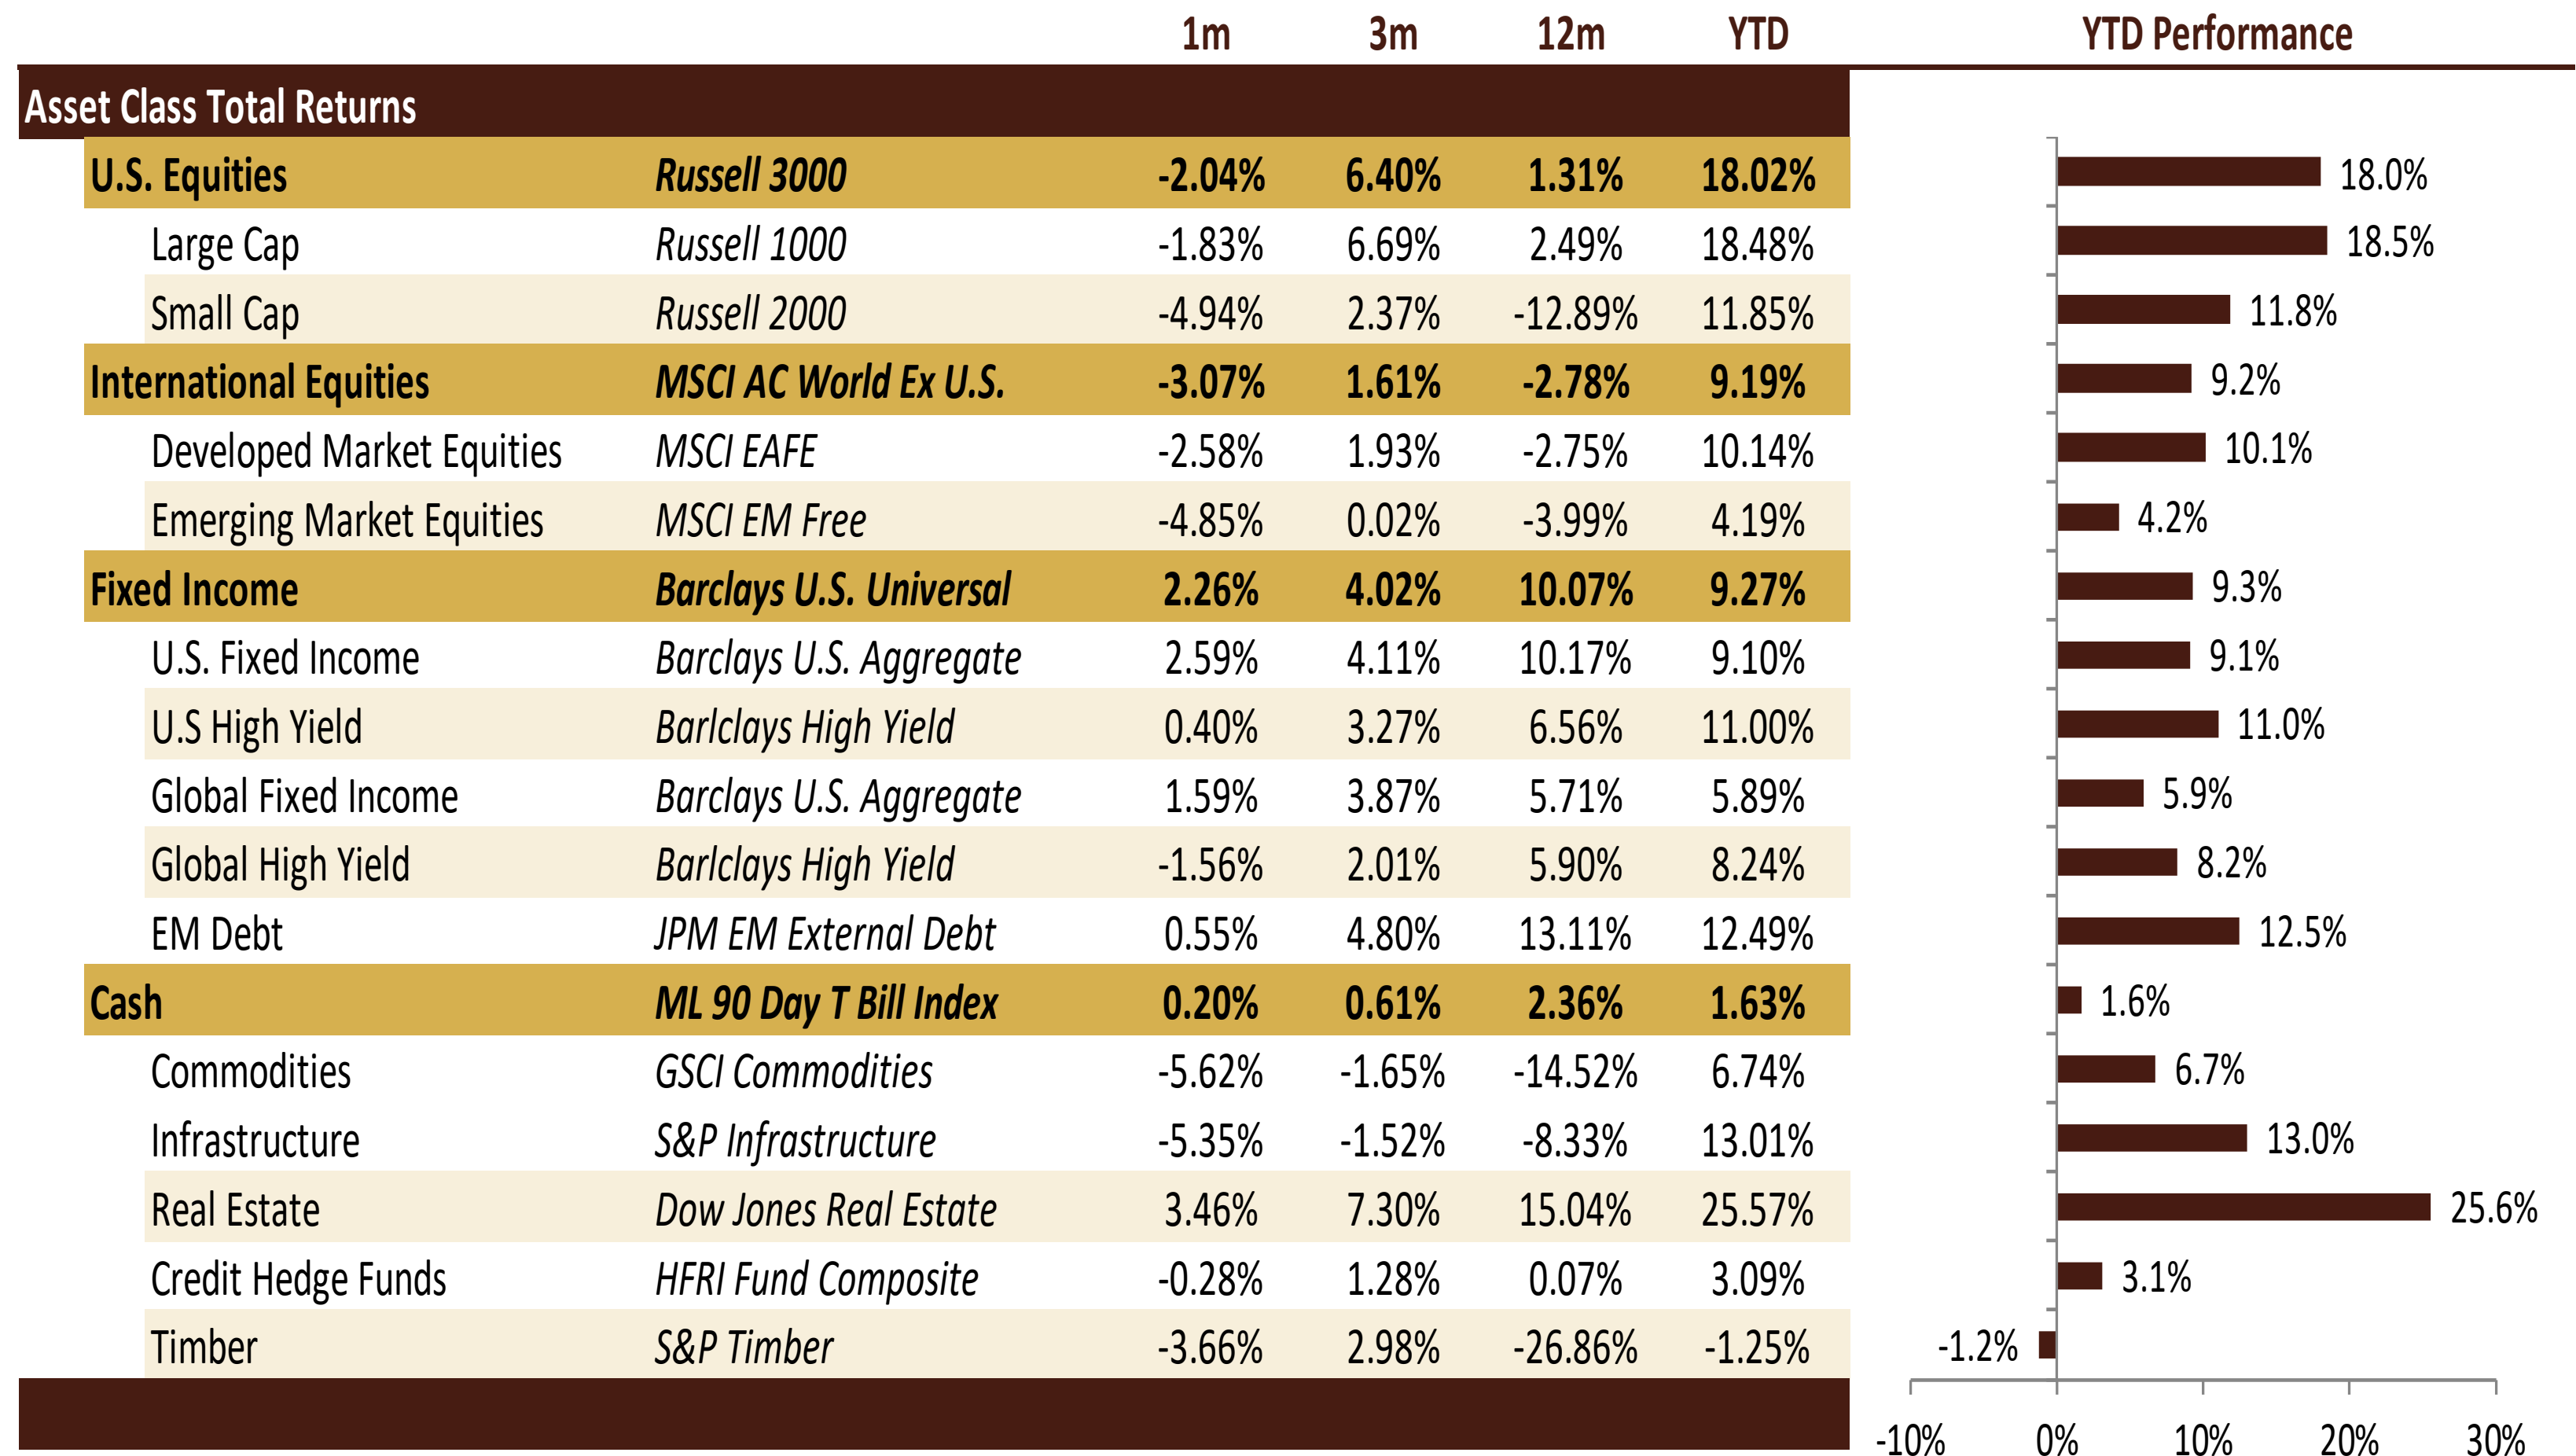 1m 3m 12m YTD YTD Performance
Asset Class Total Returns
U.S. Equities Russell 3000 -2.04% 6.40% 1.31% 18.02% 18.0%
Large Cap Russell 1000 -1.83% 6.69% 2.49% 18.48% 18.5%
Small Cap Russell 2000 -4.94% 2.37% -12.89% 11.85% 11.8%
International Equities MSCI AC World Ex U.S. -3.07% 1.61% -2.78% 9.19% 9.2%
Developed Market Equities MSCI EAFE -2.58% 1.93% -2.75% 10.14% 10.1%
Emerging Market Equities MSCI EM Free -4.85% 0.02% -3.99% 4.19% 4.2%
Fixed Income Barclays U.S. Universal 2.26% 4.02% 10.07% 9.27% 9.3%
U.S. Fixed Income Barclays U.S. Aggregate 2.59% 4.11% 10.17% 9.10% 9.1%
U.S High Yield Barlclays High Yield 0.40% 3.27% 6.56% 11.00% 11.0%
Global Fixed Income Barclays U.S. Aggregate 1.59% 3.87% 5.71% 5.89% 5.9%
Global High Yield Barlclays High Yield -1.56% 2.01% 5.90% 8.24% 8.2%
EM Debt JPM EM External Debt 0.55% 4.80% 13.11% 12.49% 12.5%
Cash ML 90 Day T Bill Index 0.20% 0.61% 2.36% 1.63% 1.6%
Commodities GSCI Commodities -5.62% -1.65% -14.52% 6.74% 6.7%
Infrastructure S&P Infrastructure -5.35% -1.52% -8.33% 13.01% 13.0%
Real Estate Dow Jones Real Estate 3.46% 7.30% 15.04% 25.57% 25.6%
Credit Hedge Funds HFRI Fund Composite -0.28% 1.28% 0.07% 3.09% 3.1%
Timber S&P Timber -3.66% 2.98% -26.86% -1.25% -1.2%
-10% 0% 10% 20% 30%